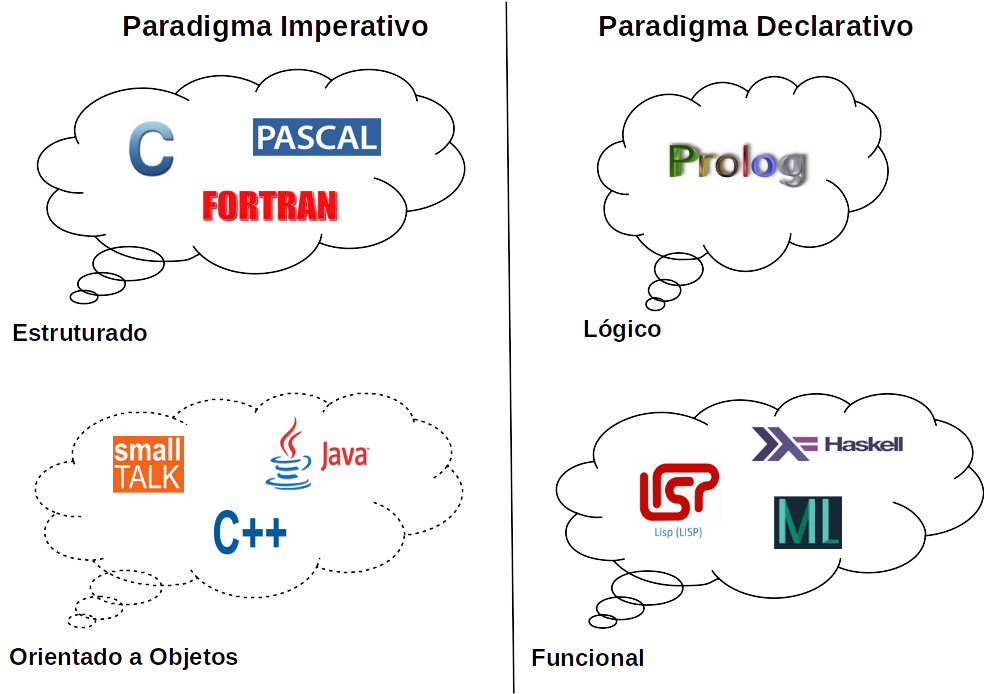 Paradigma Imperativo
Paradigma Declarativo
C
PASCAL
FORTRAN
Prolog
Estruturado
Lógico
small
TALK
Java™
C++
Haskell
LISP
Lisp (LISP)
ML
Orientado a Objetos
Funcional